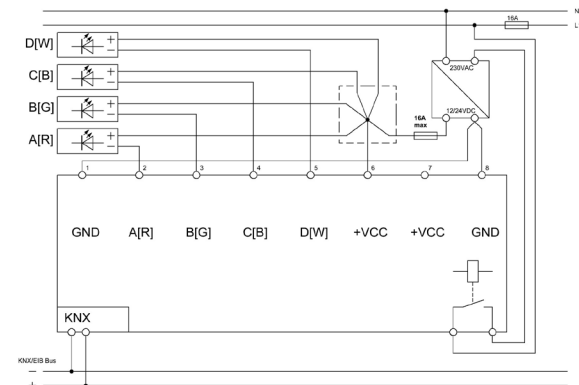 N
16A
L
D[W]
+
−
230VAC
C[B]
+
−
B[G]
+
−
12/24VDC
16A
max
A[R]
+
−
1 2 3 4 5 6 7 8
GND A[R] B[G] C[B] D[W] +VCC +VCC GND
KNX
KNX/EIB Bus
−
+